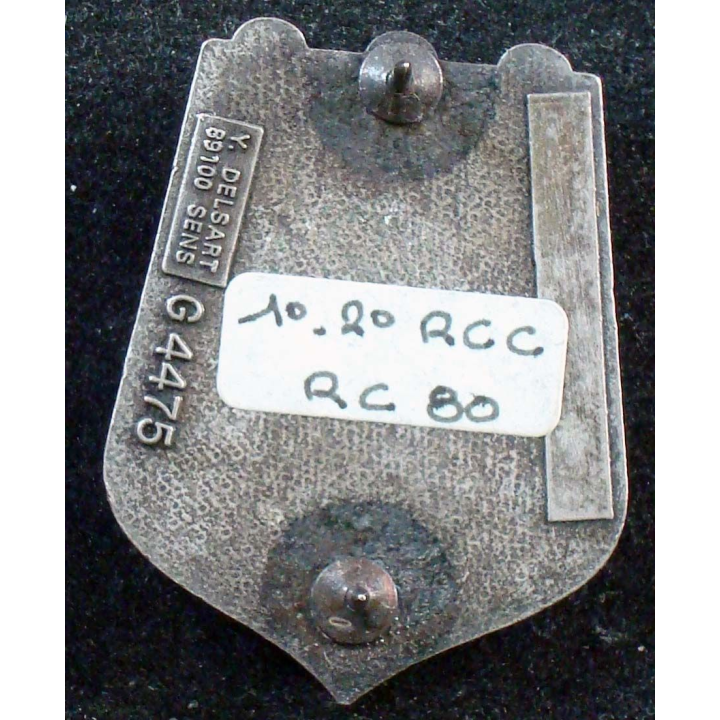 Y. DELSART
89100 SENS
G 4475
10.20 RCC
RC 80